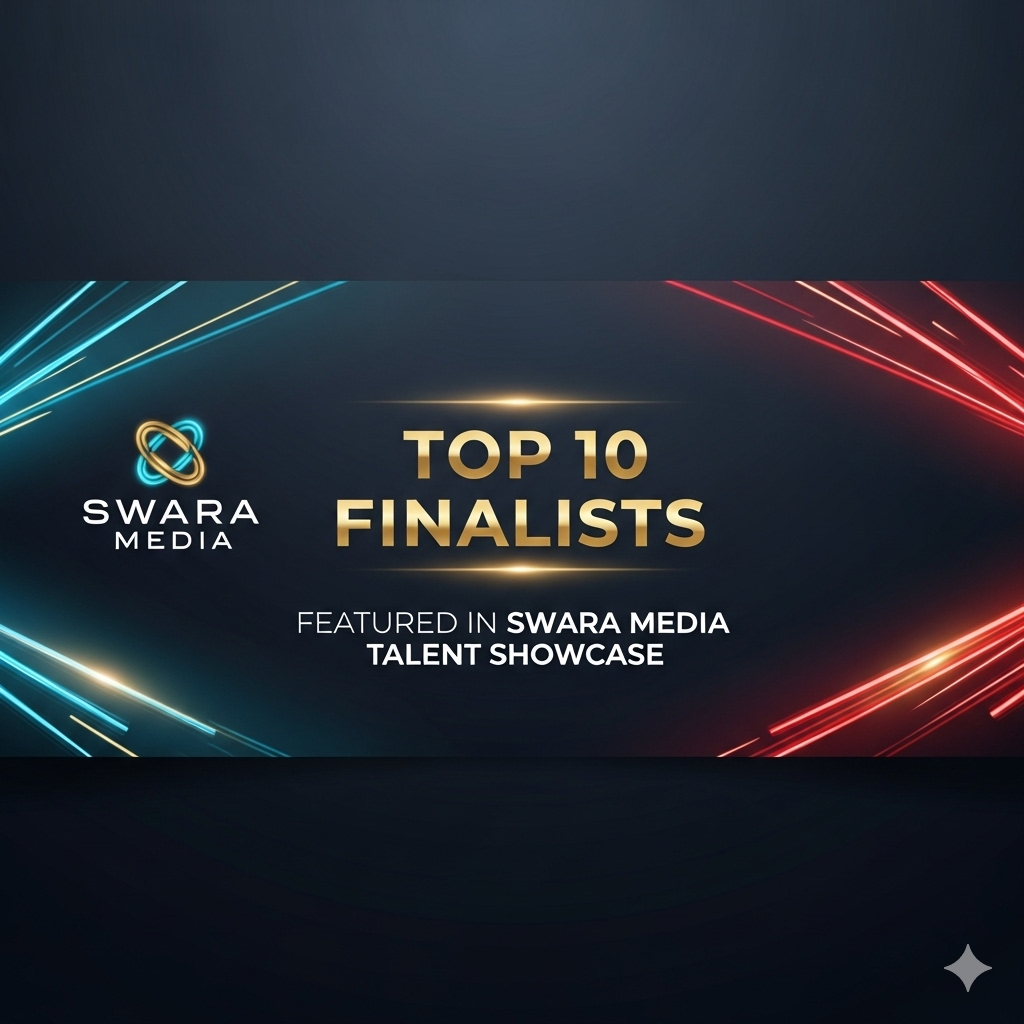 SWARA
MEDIA
TOP 10
FINALISTS
FEATURED IN SWARA MEDIA
TALENT SHOWCASE